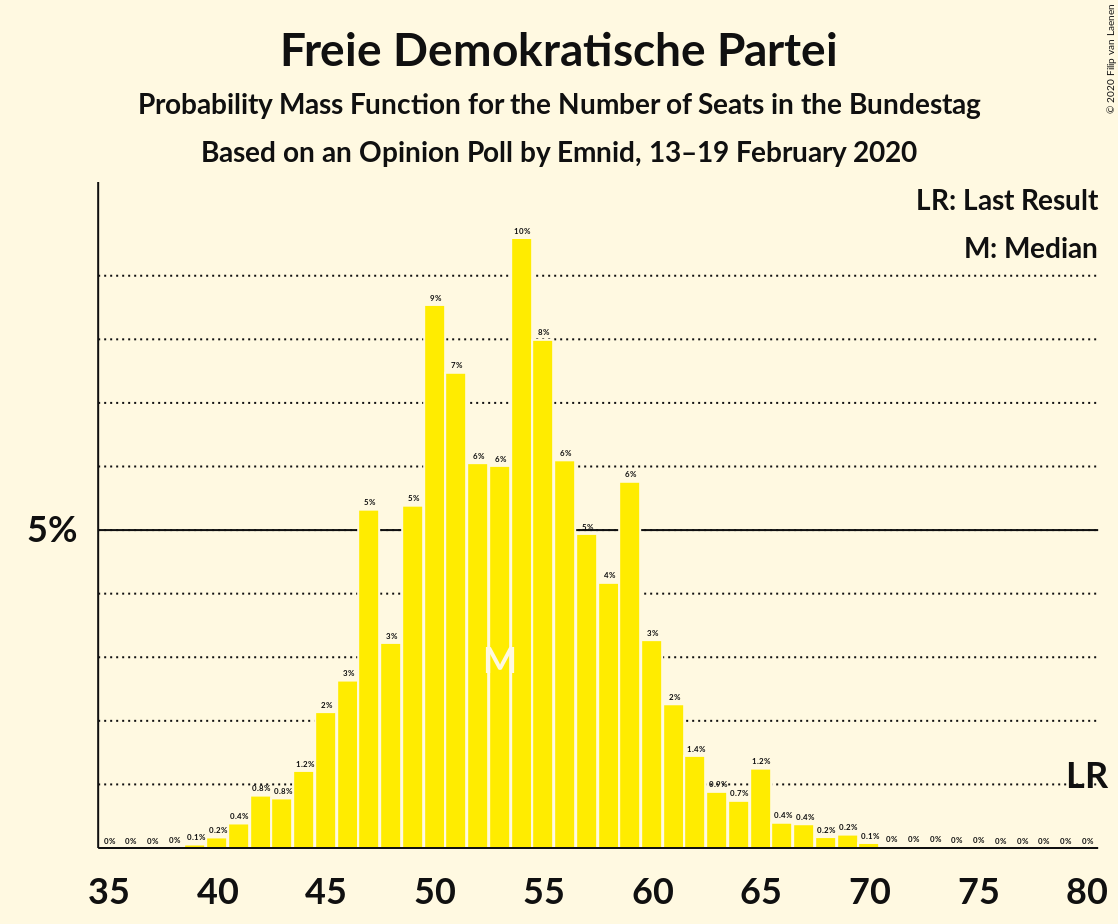 Freie Demokratische Partei
Probability Mass Function for the Number of Seats in the Bundestag
Based on an Opinion Poll by Emnid, 13–19 February 2020
© 2020 Filip van Laenen
LR: Last Result
M: Median
5%
0% 0% 0% 0% 0.1% 0.2% 0.4% 0.8% 0.8% 1.2% 2% 3% 5% 3% 5% 9% 7% 6% 6% 10% 8% 6% 5% 4% 6% 3% 2% 1.4% 0.9% 0.7% 1.2% 0.4% 0.4% 0.2% 0.2% 0.1% 0% 0% 0% 0% 0% 0% 0% 0% 0% 0%
M
LR
35 40 45 50 55 60 65 70 75 80